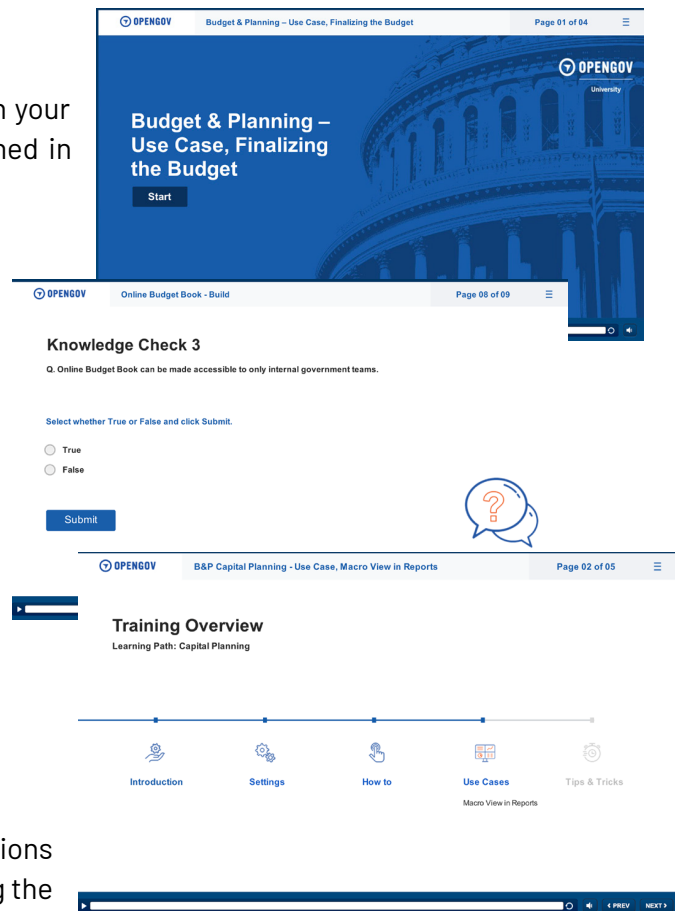 OPENGOV
Budget & Planning – Use Case, Finalizing the Budget
Page 01 of 04
OPENGOV
University
n your
ned in
Budget & Planning –
Use Case, Finalizing
the Budget
Start
OPENGOV
Online Budget Book - Build
Page 08 of 09
Knowledge Check 3
Q. Online Budget Book can be made accessible to only internal government teams.
Select whether True or False and click Submit.
True
False
Submit
OPENGOV
B&P Capital Planning - Use Case, Macro View in Reports
Page 02 of 05
Training Overview
Learning Path: Capital Planning
Introduction
Settings
How to
Use Cases
Tips & Tricks
Macro View in Reports
ions
g the
< PREV
NEXT >